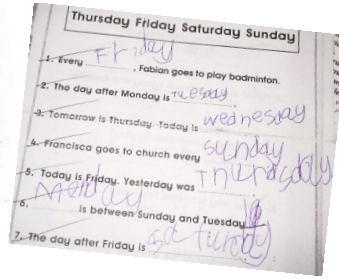 Thursday Friday Saturday Sunday
1. Every Friday, Fabian goes to play badminton.
2. The day after Monday is Tuesday.
3. Tomorrow is Thursday. Today is wednesday
4. Francisca goes to church every sunday
5. Today is Friday. Yesterday was Thursday
6. Monday is between Sunday and Tuesday
7. The day after Friday is saturday.